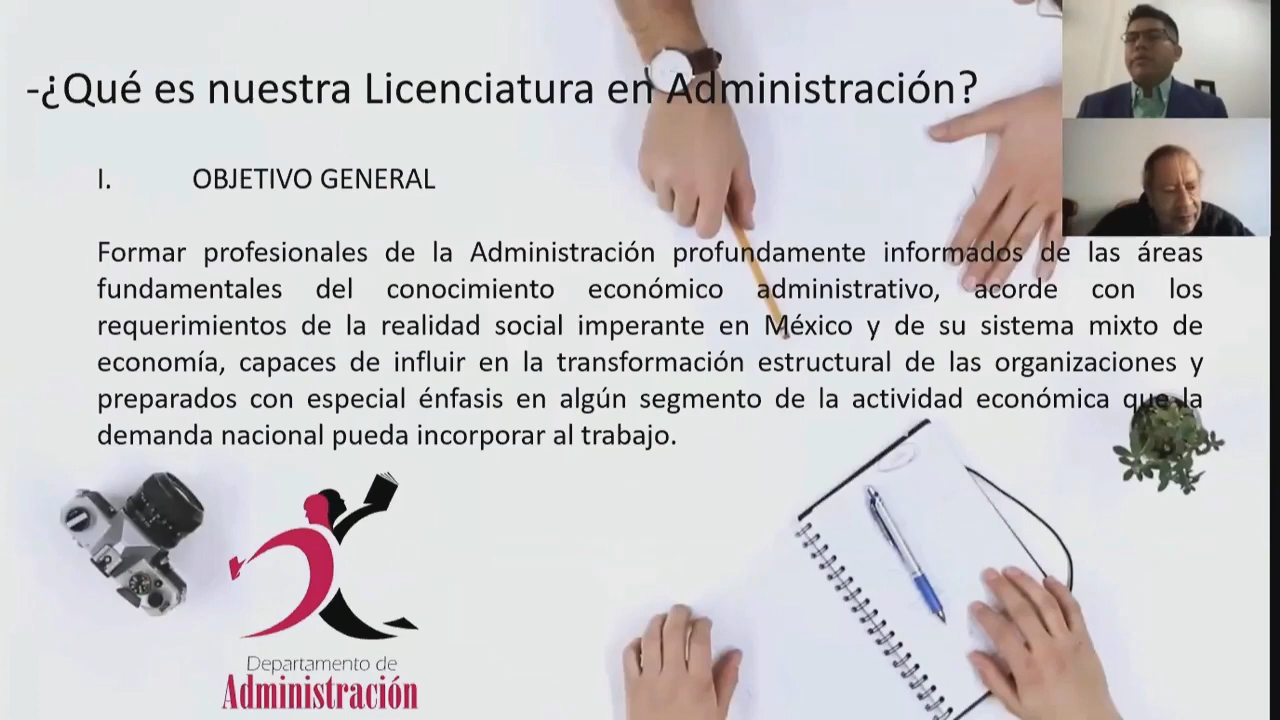 -¿Qué es nuestra Licenciatura en Administración?
I. OBJETIVO GENERAL
Formar profesionales de la Administración profundamente informados de las áreas
fundamentales del conocimiento económico administrativo, acorde con los
requerimientos de la realidad social imperante en México y de su sistema mixto de
economía, capaces de influir en la transformación estructural de las organizaciones y
preparados con especial énfasis en algún segmento de la actividad económica que la
demanda nacional pueda incorporar al trabajo.
Departamento de
Administración